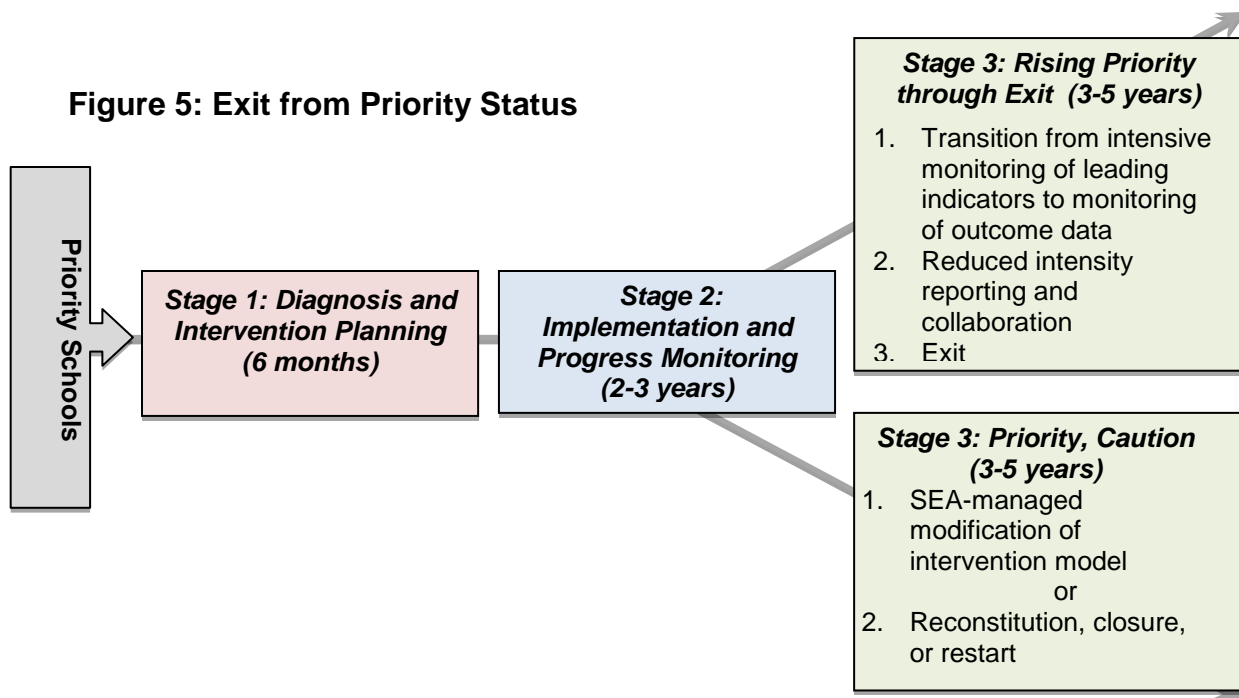 Figure 5: Exit from Priority Status
Priority Schools
Stage 1: Diagnosis and
Intervention Planning
(6 months)
Stage 2:
Implementation and
Progress Monitoring
(2-3 years)
Stage 3: Rising Priority
through Exit (3-5 years)
1. Transition from intensive
monitoring of leading
indicators to monitoring
of outcome data
2. Reduced intensity
reporting and
collaboration
3. Exit
Stage 3: Priority, Caution
(3-5 years)
1. SEA-managed
modification of
intervention model
or
2. Reconstitution, closure,
or restart